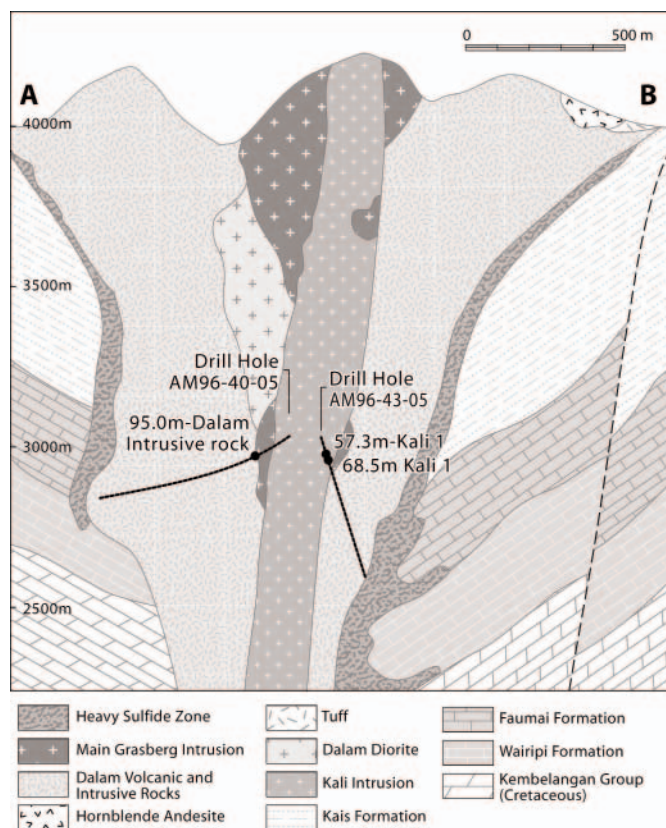 0 500 m
A B
4000m
3500m
Drill Hole
AM96-40-05
Drill Hole
AM96-43-05
95.0m-Dalam
Intrusive rock
57.3m-Kali 1
68.5m Kali 1
3000m
2500m
Heavy Sulfide Zone
Main Grasberg Intrusion
Dalam Volcanic and
Intrusive Rocks
Hornblende Andesite
Tuff
Dalam Diorite
Kali Intrusion
Kais Formation
Faumai Formation
Wairipi Formation
Kembelangan Group
(Cretaceous)